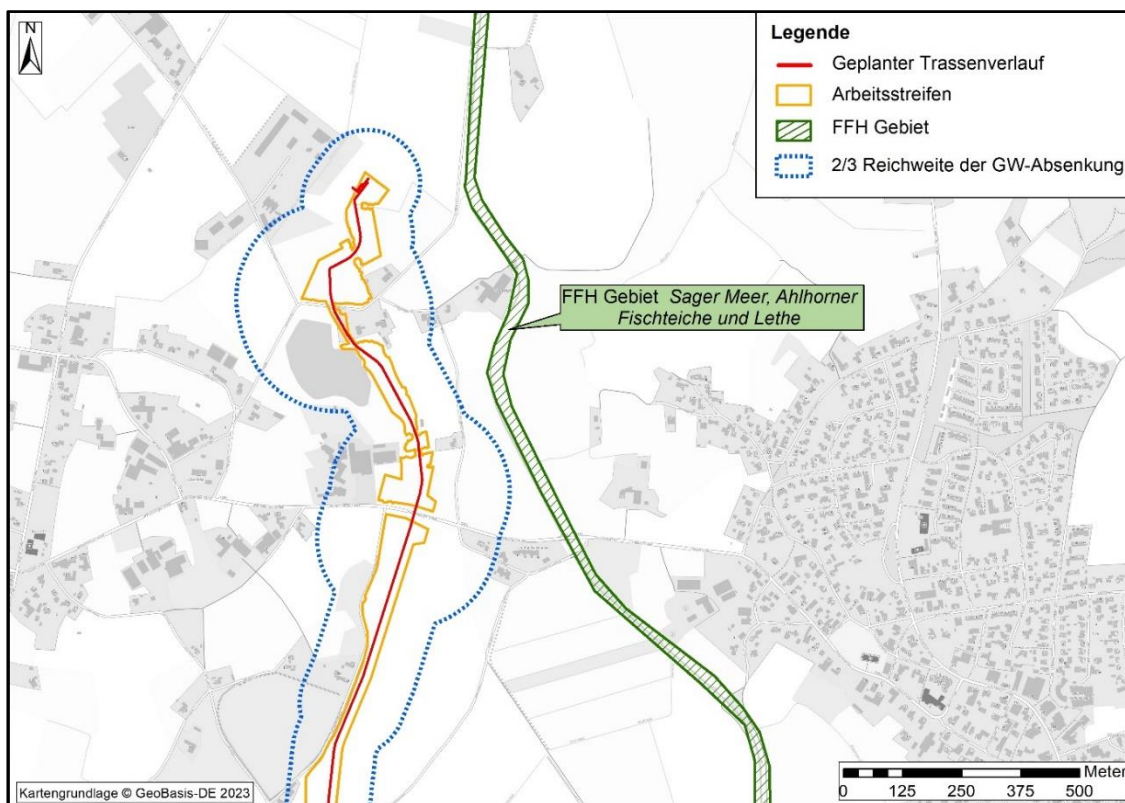 N
Legende
Geplanter Trassenverlauf
Arbeitsstreifen
FFH Gebiet
2/3 Reichweite der GW-Absenkung
FFH Gebiet Sager Meer, Ahlhorner
Fischteiche und Lethe
Kartengrundlage © GeoBasis-DE 2023
Meter
0 125 250 375 500